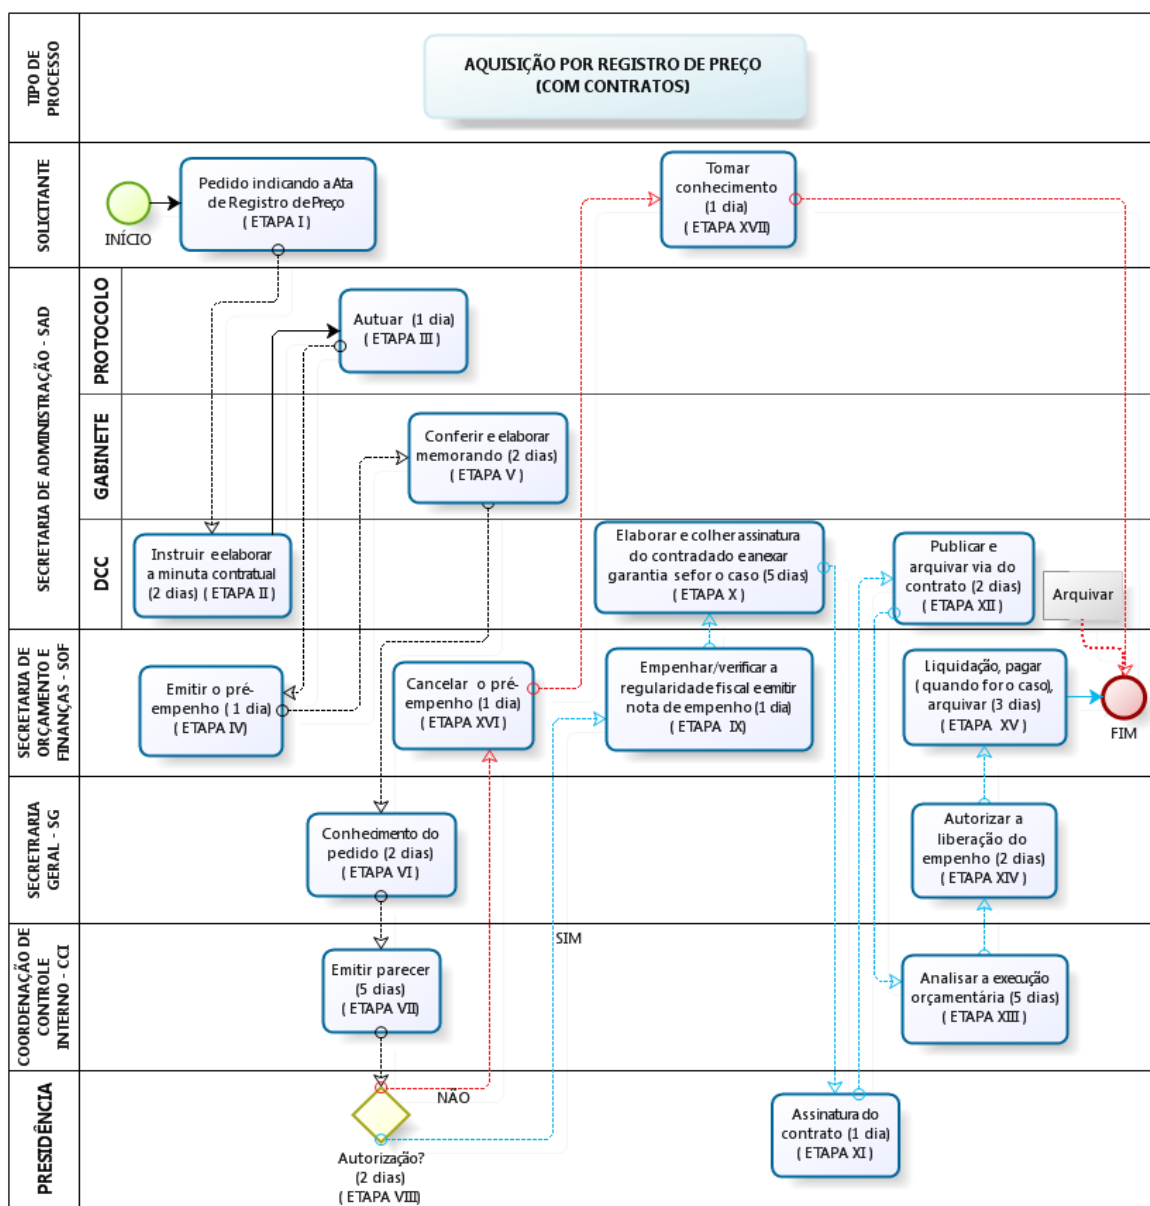 TIPO DE
PROCESSO
AQUISIÇÃO POR REGISTRO DE PREÇO
(COM CONTRATOS)
SOLICITANTE
INÍCIO
Pedido indicando a Ata
de Registro de Preço
( ETAPA I )
Tomar
conhecimento
(1 dia)
( ETAPA XVII)
SECRETARIA DE ADMINISTRAÇÃO - SAD
PROTOCOLO
Autuar (1 dia)
( ETAPA III )
GABINETE
Conferir e elaborar
memorando (2 dias)
( ETAPA V )
DCC
Instruir e elaborar
a minuta contratual
(2 dias) ( ETAPA II )
Elaborar e colher assinatura
do contradado e anexar
garantia se for o caso (5 dias)
( ETAPA X )
Publicar e
arquivar via do
contrato (2 dias)
( ETAPA XII )
Arquivar
SECRETARIA DE
ORÇAMENTO E
FINANÇAS - SOF
Emitir o pré-
empenho ( 1 dia)
( ETAPA IV)
Cancelar o pré-
empenho (1 dia)
( ETAPA XVI )
Empenhar/verificar a
regularidade fiscal e emitir
nota de empenho (1 dia)
( ETAPA IX)
Liquidação, pagar
( quando for o caso),
arquivar (3 dias)
( ETAPA XV )
FIM
SECRETRARIA
GERAL - SG
Conhecimento do
pedido (2 dias)
( ETAPA VI )
Autorizar a
liberação do
empenho (2 dias)
( ETAPA XIV )
COORDENAÇÃO DE
CONTROLE
INTERNO - CCI
SIM
Emitir parecer
(5 dias)
( ETAPA VII)
Analisar a execução
orçamentária (5 dias)
( ETAPA XIII )
PRESIDÊNCIA
NÃO
Autorização?
(2 dias)
( ETAPA VIII)
Assinatura do
contrato (1 dia)
( ETAPA XI )